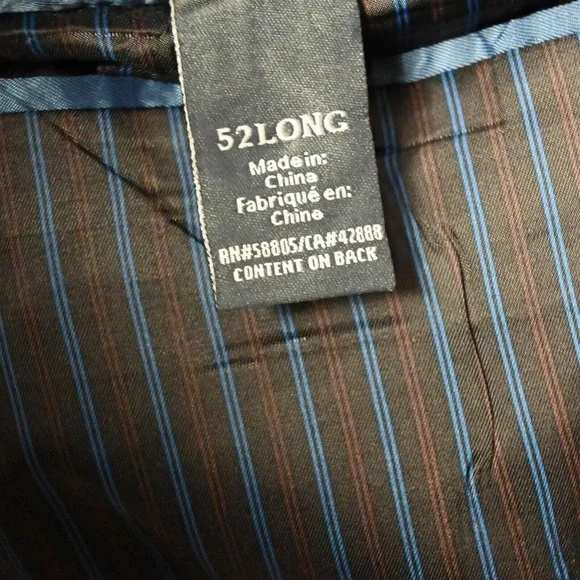 52LONG
Made in:
China
Fabriqué en:
Chine
RN#58805/CA#42888
CONTENT ON BACK